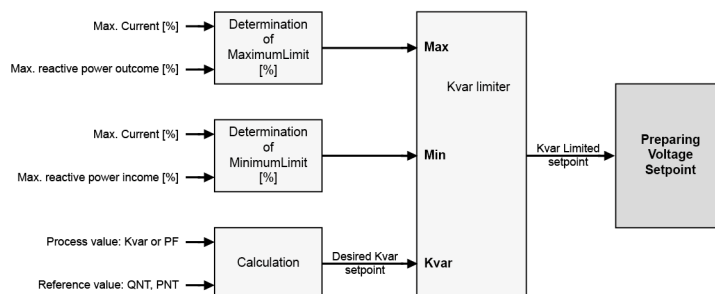 Max. Current [%]
Max. reactive power outcome [%]
Determination
of
MaximumLimit
[%]
Max
Kvar limiter
Max. Current [%]
Max. reactive power income [%]
Determination
of
MinimumLimit
[%]
Min
Kvar Limited
setpoint
Preparing
Voltage
Setpoint
Process value: Kvar or PF
Reference value: QNT, PNT
Calculation
Desired Kvar
setpoint
Kvar